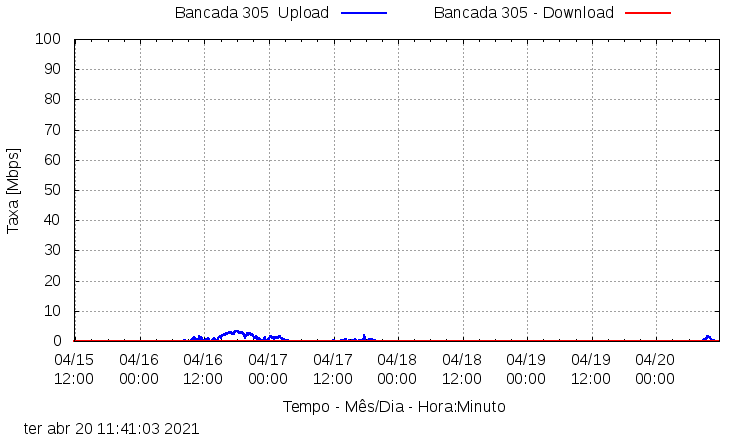 Bancada 305  Upload
Bancada 305 - Download
100
90
80
70
60
50
40
30
20
10
0
Taxa [Mbps]
04/15 04/16 04/16 04/17 04/17 04/18 04/18 04/19 04/19 04/20
12:00 00:00 12:00 00:00 12:00 00:00 12:00 00:00 12:00 00:00
Tempo - Mês/Dia - Hora:Minuto
ter abr 20 11:41:03 2021